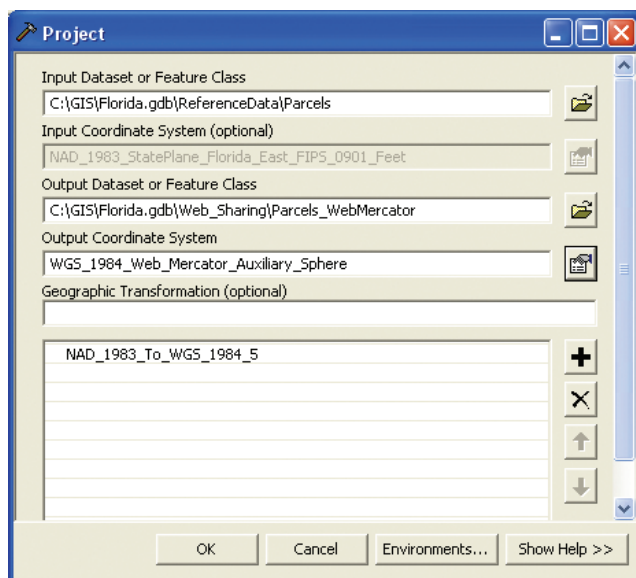 Project
Input Dataset or Feature Class
C:\GIS\Florida.gdb\ReferenceData\Parcels
Input Coordinate System (optional)
NAD_1983_StatePlane_Florida_East_FIPS_0901_Feet
Output Dataset or Feature Class
C:\GIS\Florida.gdb\Web_Sharing\Parcels_WebMercator
Output Coordinate System
WGS_1984_Web_Mercator_Auxiliary_Sphere
Geographic Transformation (optional)
NAD_1983_To_WGS_1984_5
OK Cancel Environments... Show Help >>